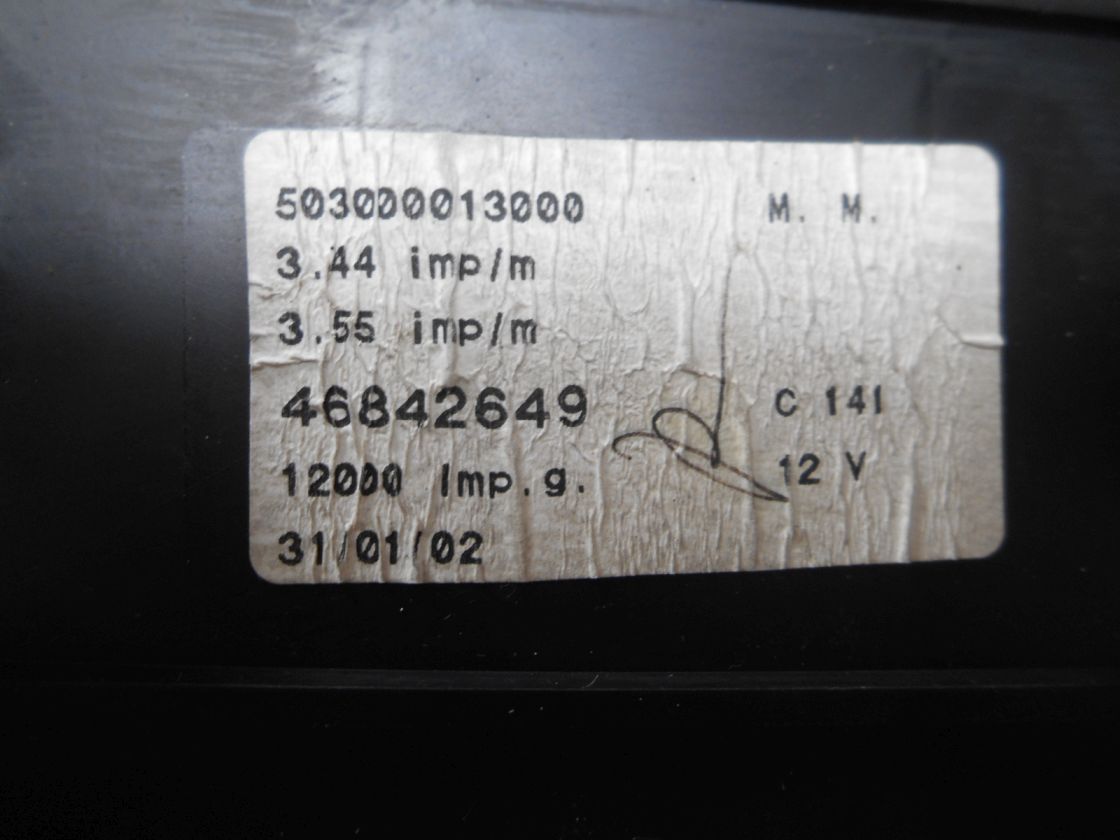 503000013000 M. M.
3.44 imp/m
3.55 imp/m
46842649 C 141
12000 Imp.g. 12 V
31/01/02